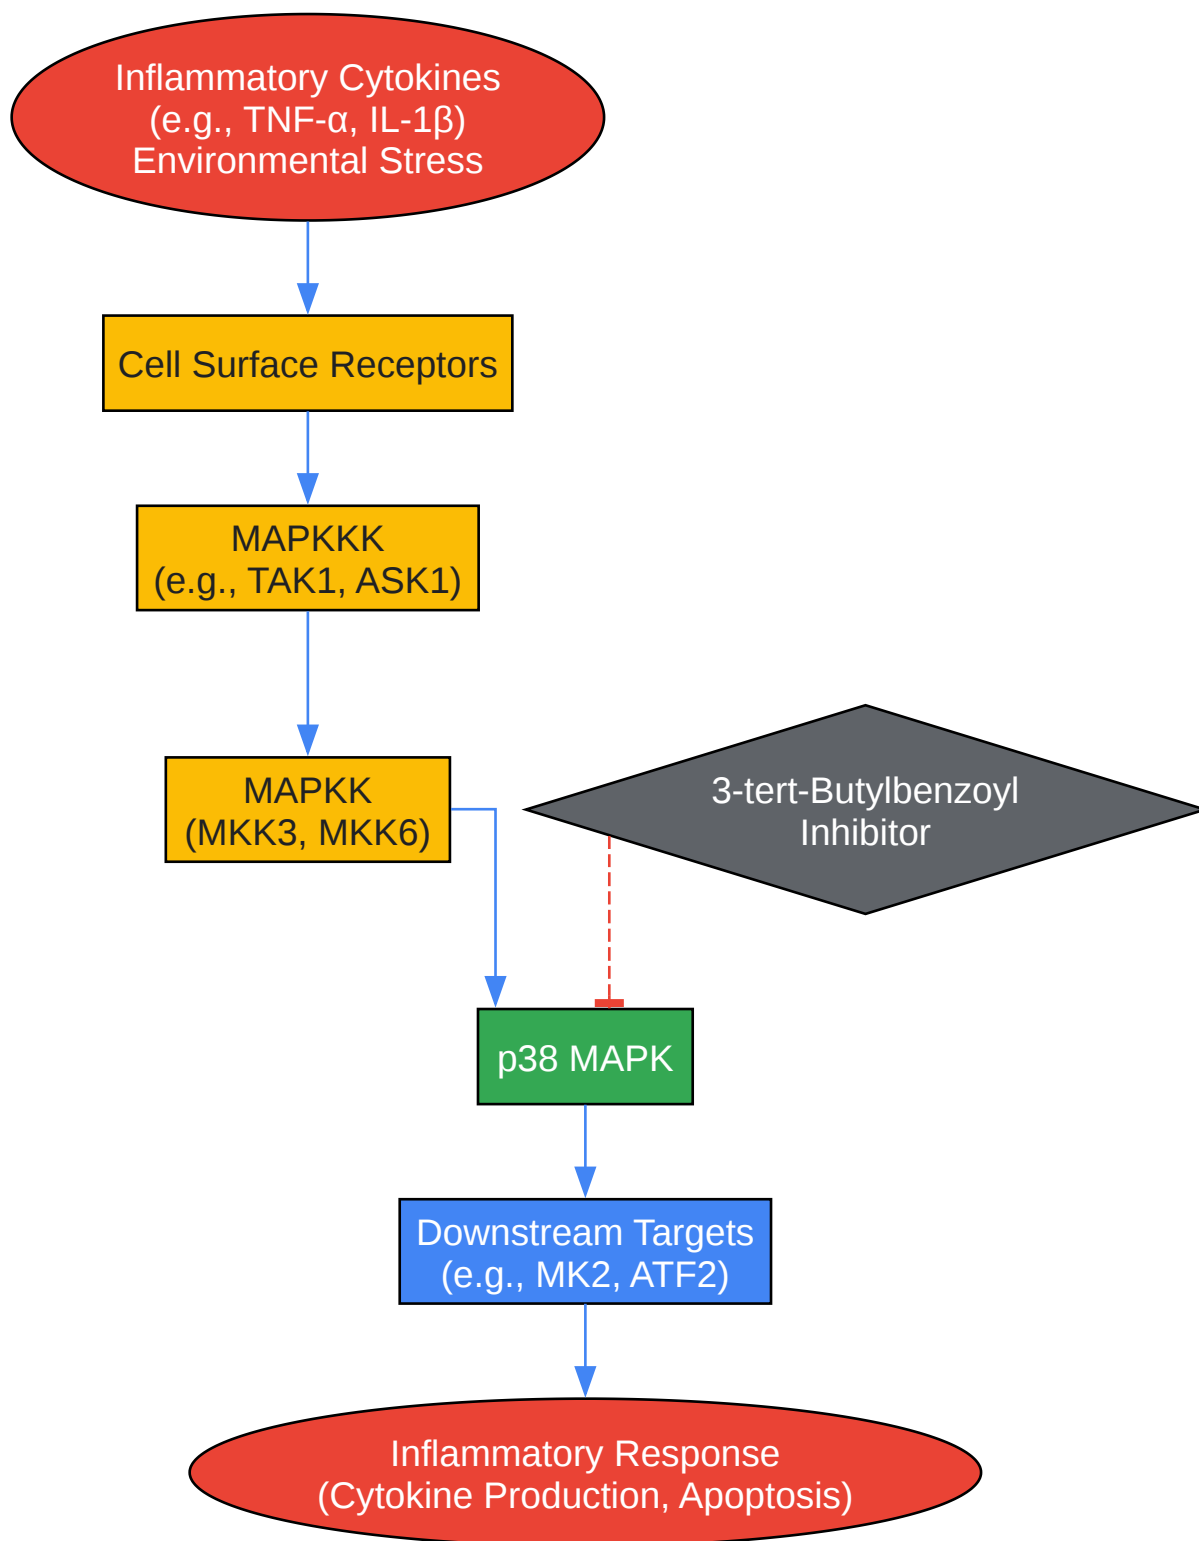 Inflammatory Cytokines
(e.g., TNF-α, IL-1β)
Environmental Stress
Cell Surface Receptors
MAPKKK
(e.g., TAK1, ASK1)
MAPKK
(MKK3, MKK6)
3-tert-Butylbenzoyl
Inhibitor
p38 MAPK
Downstream Targets
(e.g., MK2, ATF2)
Inflammatory Response
(Cytokine Production, Apoptosis)